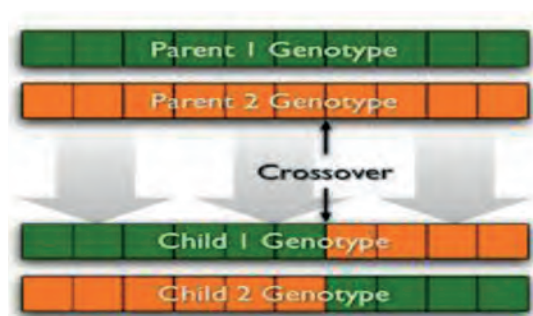 Parent 1 Genotype
Parent 2 Genotype
Crossover
Child 1 Genotype
Child 2 Genotype